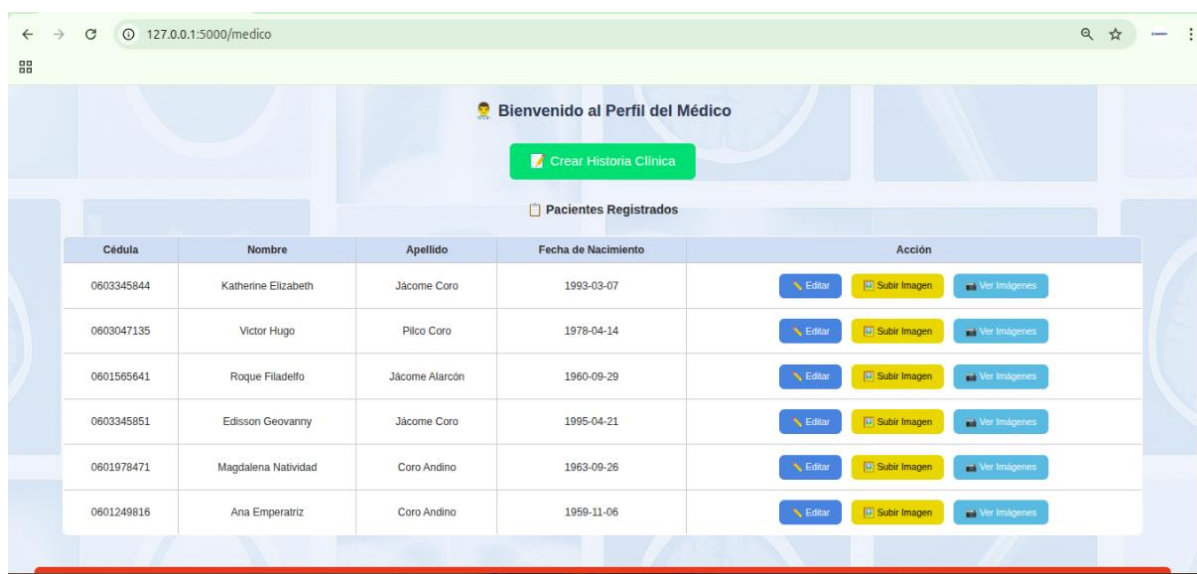 127.0.0.1:5000/medico
Bienvenido al Perfil del Médico
Crear Historia Clínica
Pacientes Registrados
Cédula Nombre Apellido Fecha de Nacimiento Acción
0603345844 Katherine Elizabeth Jácome Coro 1993-03-07 Editar Subir Imagen Ver Imágenes
0603047135 Victor Hugo Pilco Coro 1978-04-14 Editar Subir Imagen Ver Imágenes
0601565641 Roque Filadelfo Jácome Alarcón 1960-09-29 Editar Subir Imagen Ver Imágenes
0603345851 Edisson Geovanny Jácome Coro 1995-04-21 Editar Subir Imagen Ver Imágenes
0601978471 Magdalena Natividad Coro Andino 1963-09-26 Editar Subir Imagen Ver Imágenes
0601249816 Ana Emperatriz Coro Andino 1959-11-06 Editar Subir Imagen Ver Imágenes